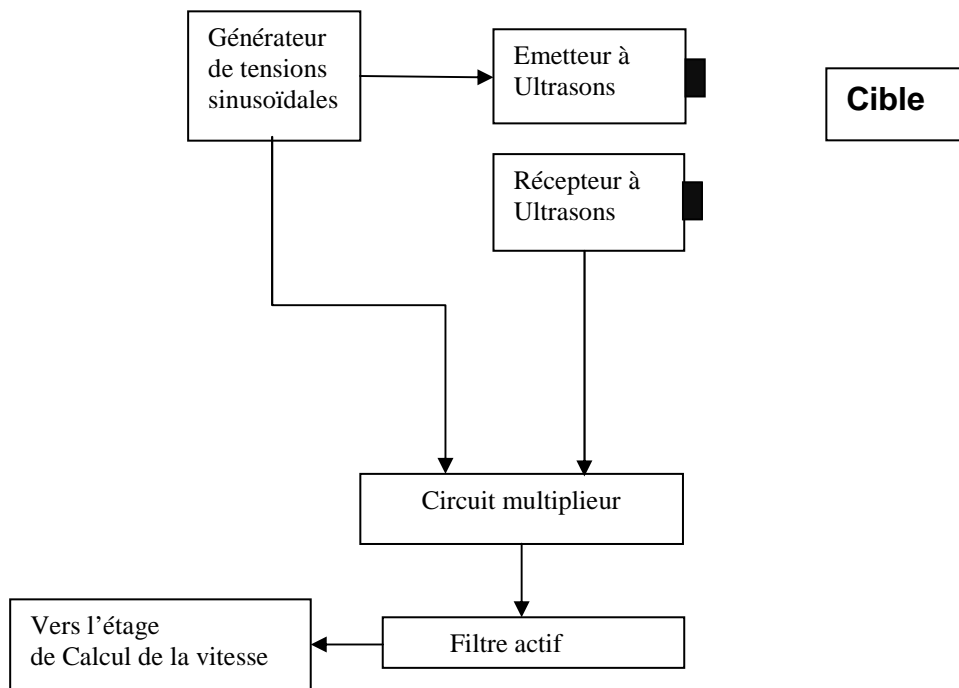 Générateur
de tensions
sinusoïdales
Emetteur à
Ultrasons
Cible
Récepteur à
Ultrasons
Circuit multiplieur
Vers l'étage
de Calcul de la vitesse
Filtre actif